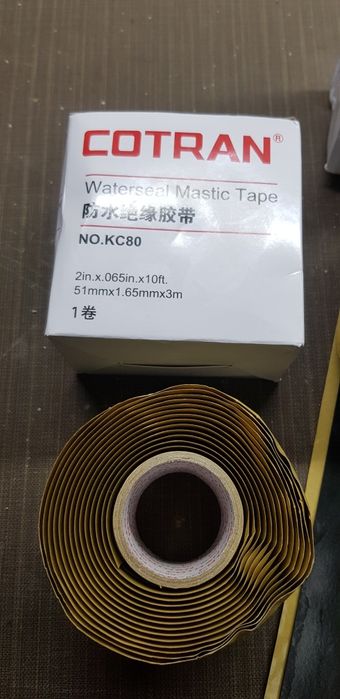 COTRAN®
Waterseal Mastic Tape
防水绝缘胶带
NO.KC80
2in.x.065in.x10ft.
51mmx1.65mmx3m
1卷